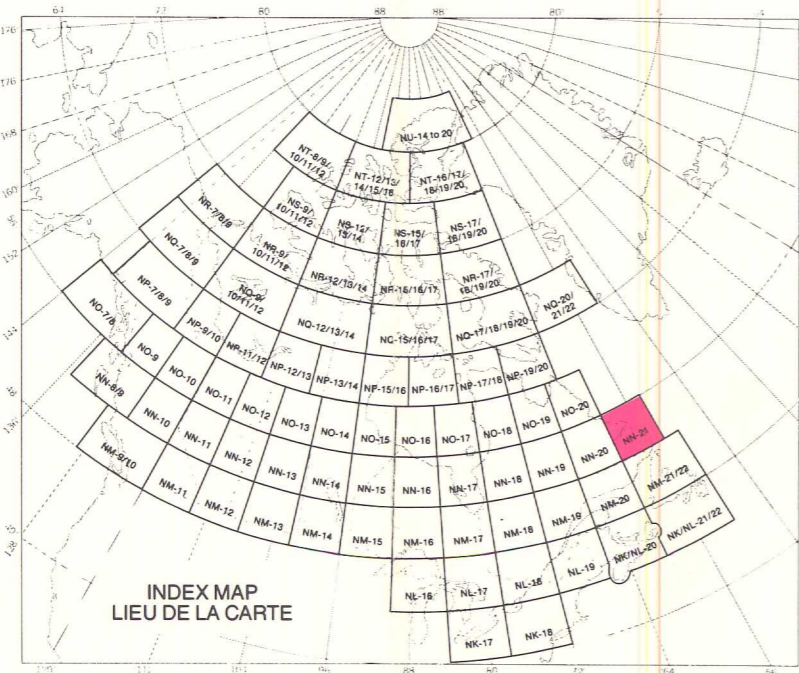 64 72 80 88 88 80
176
176
168
160
152
144
136
128
NU-14 to 20
NT-8/9/
10/11/12
NT-12/13/
14/15/16
NT-16/17/
18/19/20
NR-7/8/9
NS-9/
10/11/12
NS-12/
13/14
NS-15/
16/17
NS-17/
18/19/20
NQ-7/8/9
NR-9/
10/11/12
NR-12/13/14
NR-15/16/17
NR-17/
18/19/20
NO-7/8
NP-7/8/9
NQ-9/
10/11/12
NQ-12/13/14
NQ-15/16/17
NQ-17/18/19/20
NQ-20/
21/22
NP-9/10
NP-11/12
NP-12/13
NP-13/14
NP-15/16
NP-16/17
NP-17/18
NP-19/20
NN-8/9
NO-9
NO-10
NO-11
NO-12
NO-13
NO-14
NO-15
NO-16
NO-17
NO-18
NO-19
NO-20
NM-9/10
NN-10
NN-11
NN-12
NN-13
NN-14
NN-15
NN-16
NN-17
NN-18
NN-19
NN-20
NN-21
NM-11
NM-12
NM-13
NM-14
NM-15
NM-16
NM-17
NM-18
NM-19
NM-20
NM-21/22
NL-16
NL-17
NL-18
NL-19
NK/NL-20
NK/NL-21/22
NK-17
NK-18
INDEX MAP
LIEU DE LA CARTE
88 80 72 64